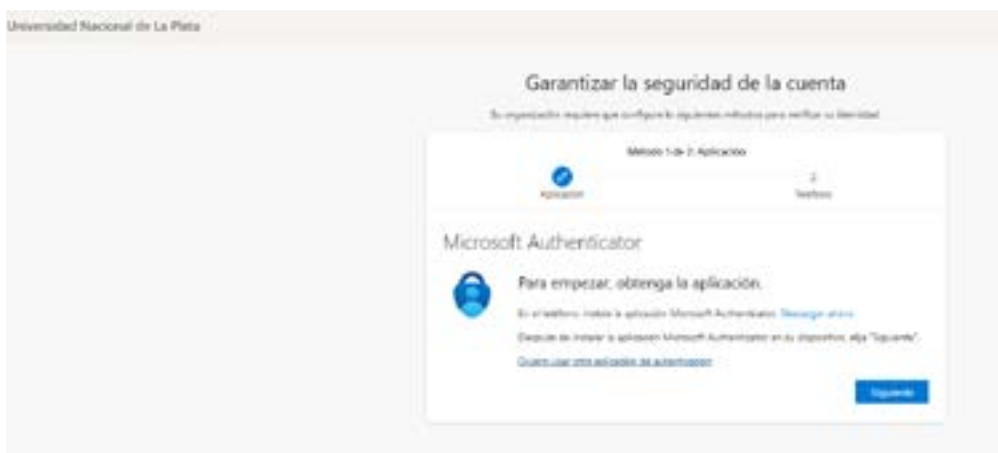 Universidad Nacional de La Plata
Garantizar la seguridad de la cuenta
Su organización requiere que configure lo siguientes métodos para verificar su identidad.
Método 1 de 2: Aplicación
Aplicación
2
Teléfono
Microsoft Authenticator
Para empezar, obtenga la aplicación.
En el teléfono, instale la aplicación Microsoft Authenticator. Descargar ahora
Después de instalar la aplicación Microsoft Authenticator en su dispositivo, elija "Siguiente".
Quiero usar otra aplicación de autenticación
Siguiente